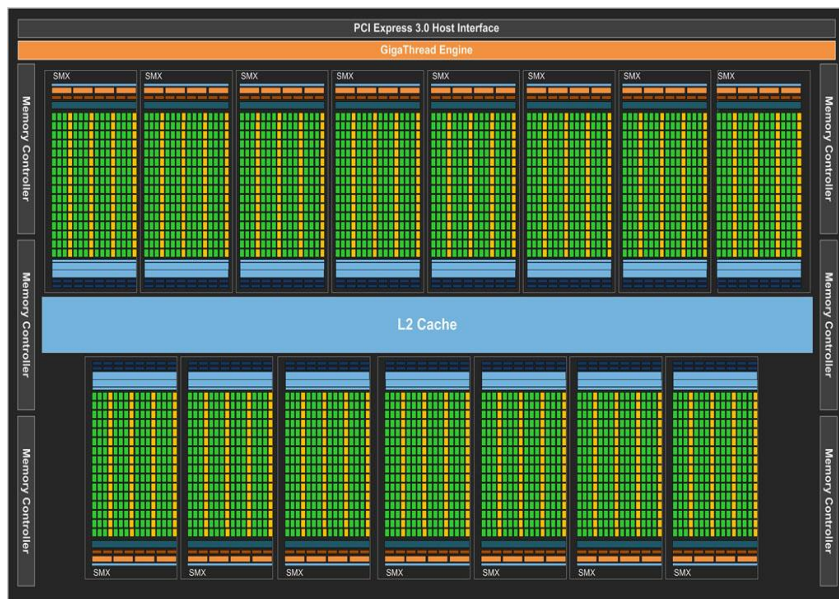 PCI Express 3.0 Host Interface
GigaThread Engine
SMX SMX SMX SMX SMX SMX SMX SMX
Memory Controller
Memory Controller
Memory Controller
Memory Controller
L2 Cache
Memory Controller
Memory Controller
SMX SMX SMX SMX SMX SMX SMX